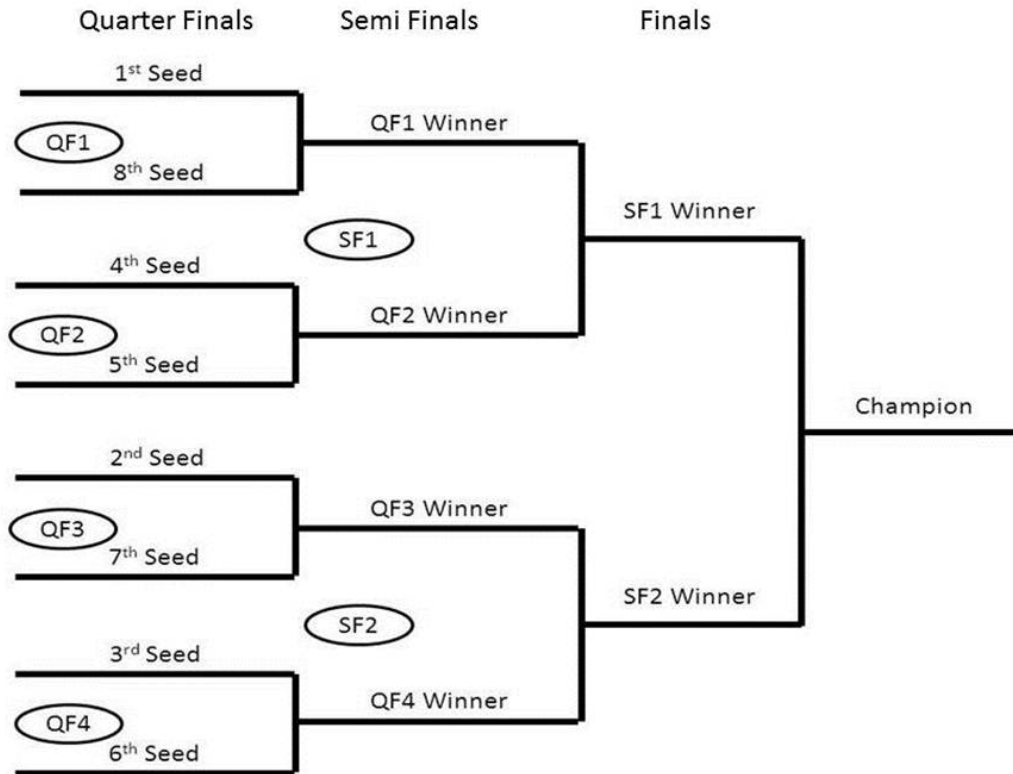 Quarter Finals Semi Finals Finals
1st Seed
QF1 Winner
QF1
8th Seed
SF1 Winner
SF1
4th Seed
QF2 Winner
QF2
5th Seed
Champion
2nd Seed
QF3 Winner
QF3
7th Seed
SF2 Winner
SF2
3rd Seed
QF4 Winner
QF4
6th Seed